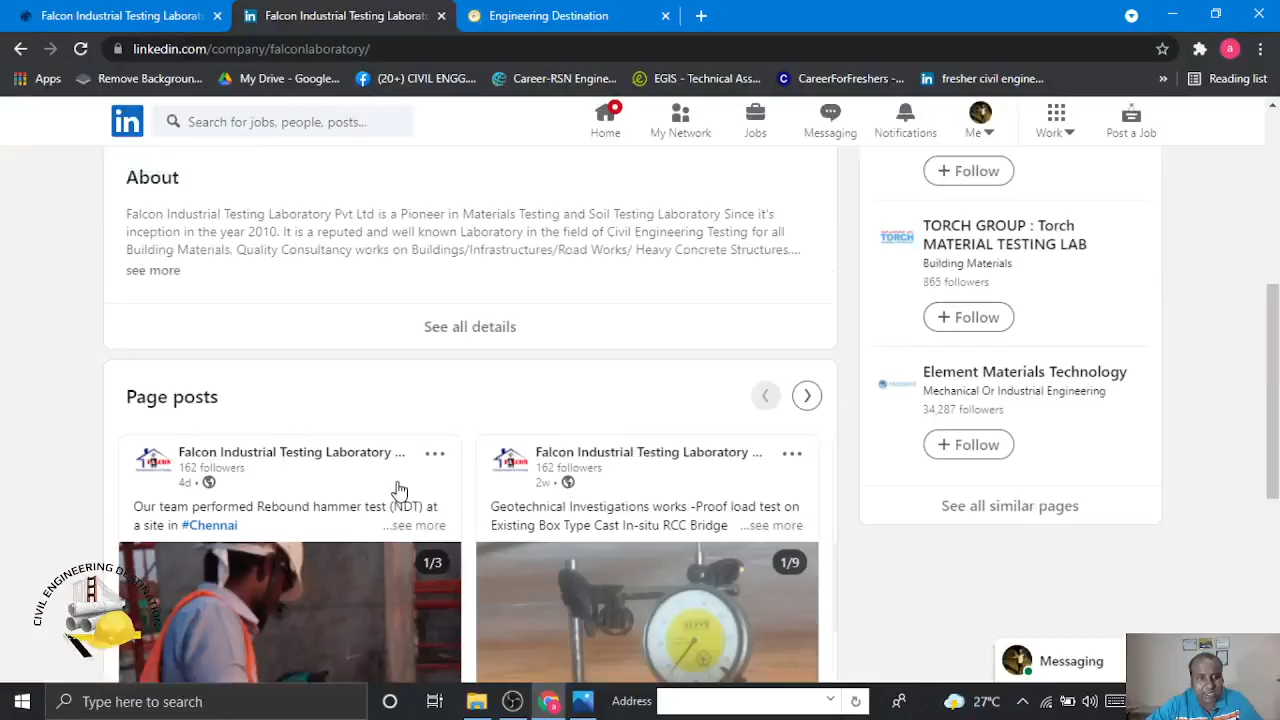 Falcon Industrial Testing Laborat
Falcon Industrial Testing Laborato
Engineering Destination
linkedin.com/company/falconlaboratory/
a
Apps
Remove Backgroun...
My Drive - Google...
(20+) CIVIL ENGG...
Career-RSN Engine...
EGIS - Technical Ass...
CareerForFreshers -...
fresher civil engine...
»
Reading list
in
Search for jobs, people, posts...
Home
My Network
Jobs
Messaging
Notifications
Me
Work
Post a Job
About
Falcon Industrial Testing Laboratory Pvt Ltd is a Pioneer in Materials Testing and Soil Testing Laboratory Since it's
inception in the year 2010. It is a reputed and well known Laboratory in the field of Civil Engineering Testing for all
Building Materials. Quality Consultancy works on Buildings/Infrastructures/Road Works/ Heavy Concrete Structures....
see more
See all details
Page posts
Falcon Industrial Testing Laboratory ...
162 followers
4d •
Our team performed Rebound hammer test (NDT) at
a site in #Chennai
...see more
1/3
Falcon Industrial Testing Laboratory ...
162 followers
2w •
Geotechnical Investigations works -Proof load test on
Existing Box Type Cast In-situ RCC Bridge
...see more
1/9
+ Follow
TORCH
TORCH GROUP : Torch
MATERIAL TESTING LAB
Building Materials
865 followers
+ Follow
Element Materials Technology
Mechanical Or Industrial Engineering
34,287 followers
+ Follow
See all similar pages
CIVIL ENGINEERING DESTINATION
Messaging
Type here to search
Address
27°C